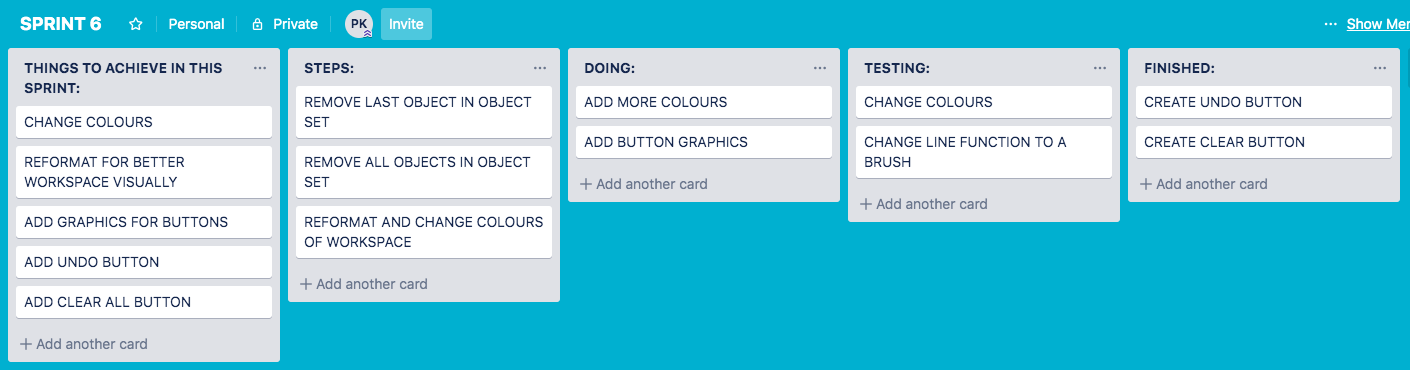 SPRINT 6
Personal
Private
PK
Invite
... Show Mer
THINGS TO ACHIEVE IN THIS
SPRINT:
CHANGE COLOURS
REFORMAT FOR BETTER
WORKSPACE VISUALLY
ADD GRAPHICS FOR BUTTONS
ADD UNDO BUTTON
ADD CLEAR ALL BUTTON
+ Add another card
STEPS:
REMOVE LAST OBJECT IN OBJECT
SET
REMOVE ALL OBJECTS IN OBJECT
SET
REFORMAT AND CHANGE COLOURS
OF WORKSPACE
+ Add another card
DOING:
ADD MORE COLOURS
ADD BUTTON GRAPHICS
+ Add another card
TESTING:
CHANGE COLOURS
CHANGE LINE FUNCTION TO A
BRUSH
+ Add another card
FINISHED:
CREATE UNDO BUTTON
CREATE CLEAR BUTTON
+ Add another card